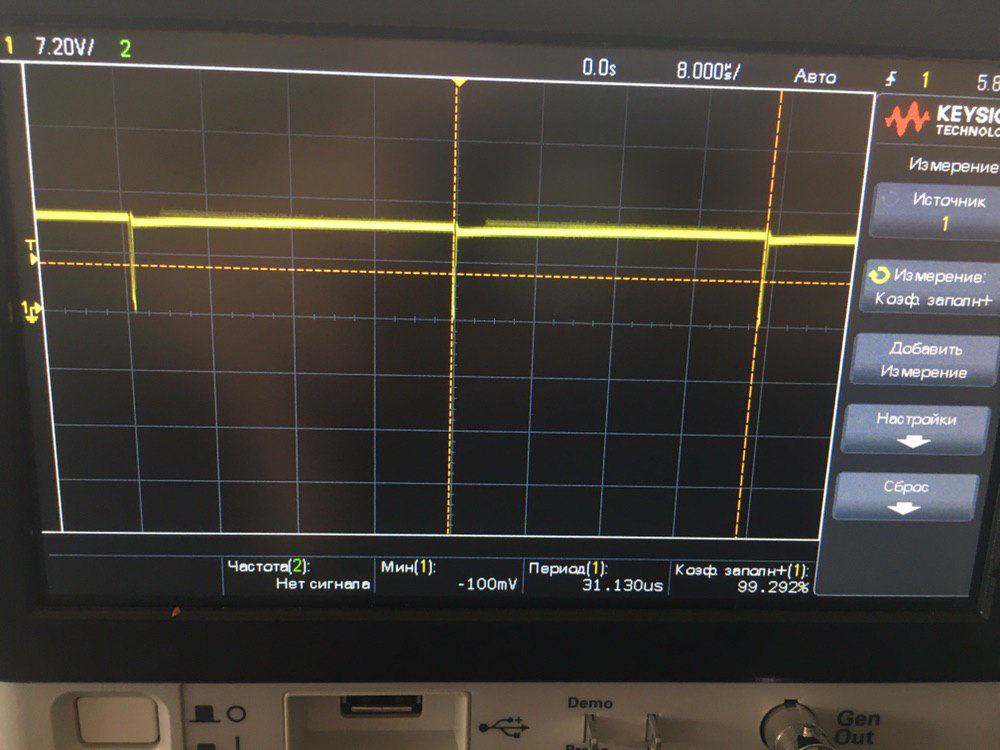 1 7.20V/ 2 0.0s 8.000us/ Авто 1 5.8
KEYSIG
TECHNOLO
Измерение
Источник
1
Измерение:
Коэф. заполн+
Добавить
Измерение
Настройки
Сброс
T
1
Частота(2):
Нет сигнала
Мин(1):
-100mV
Период(1):
31.130us
Коэф. заполн+(1):
99.292%
Demo
Gen
Out